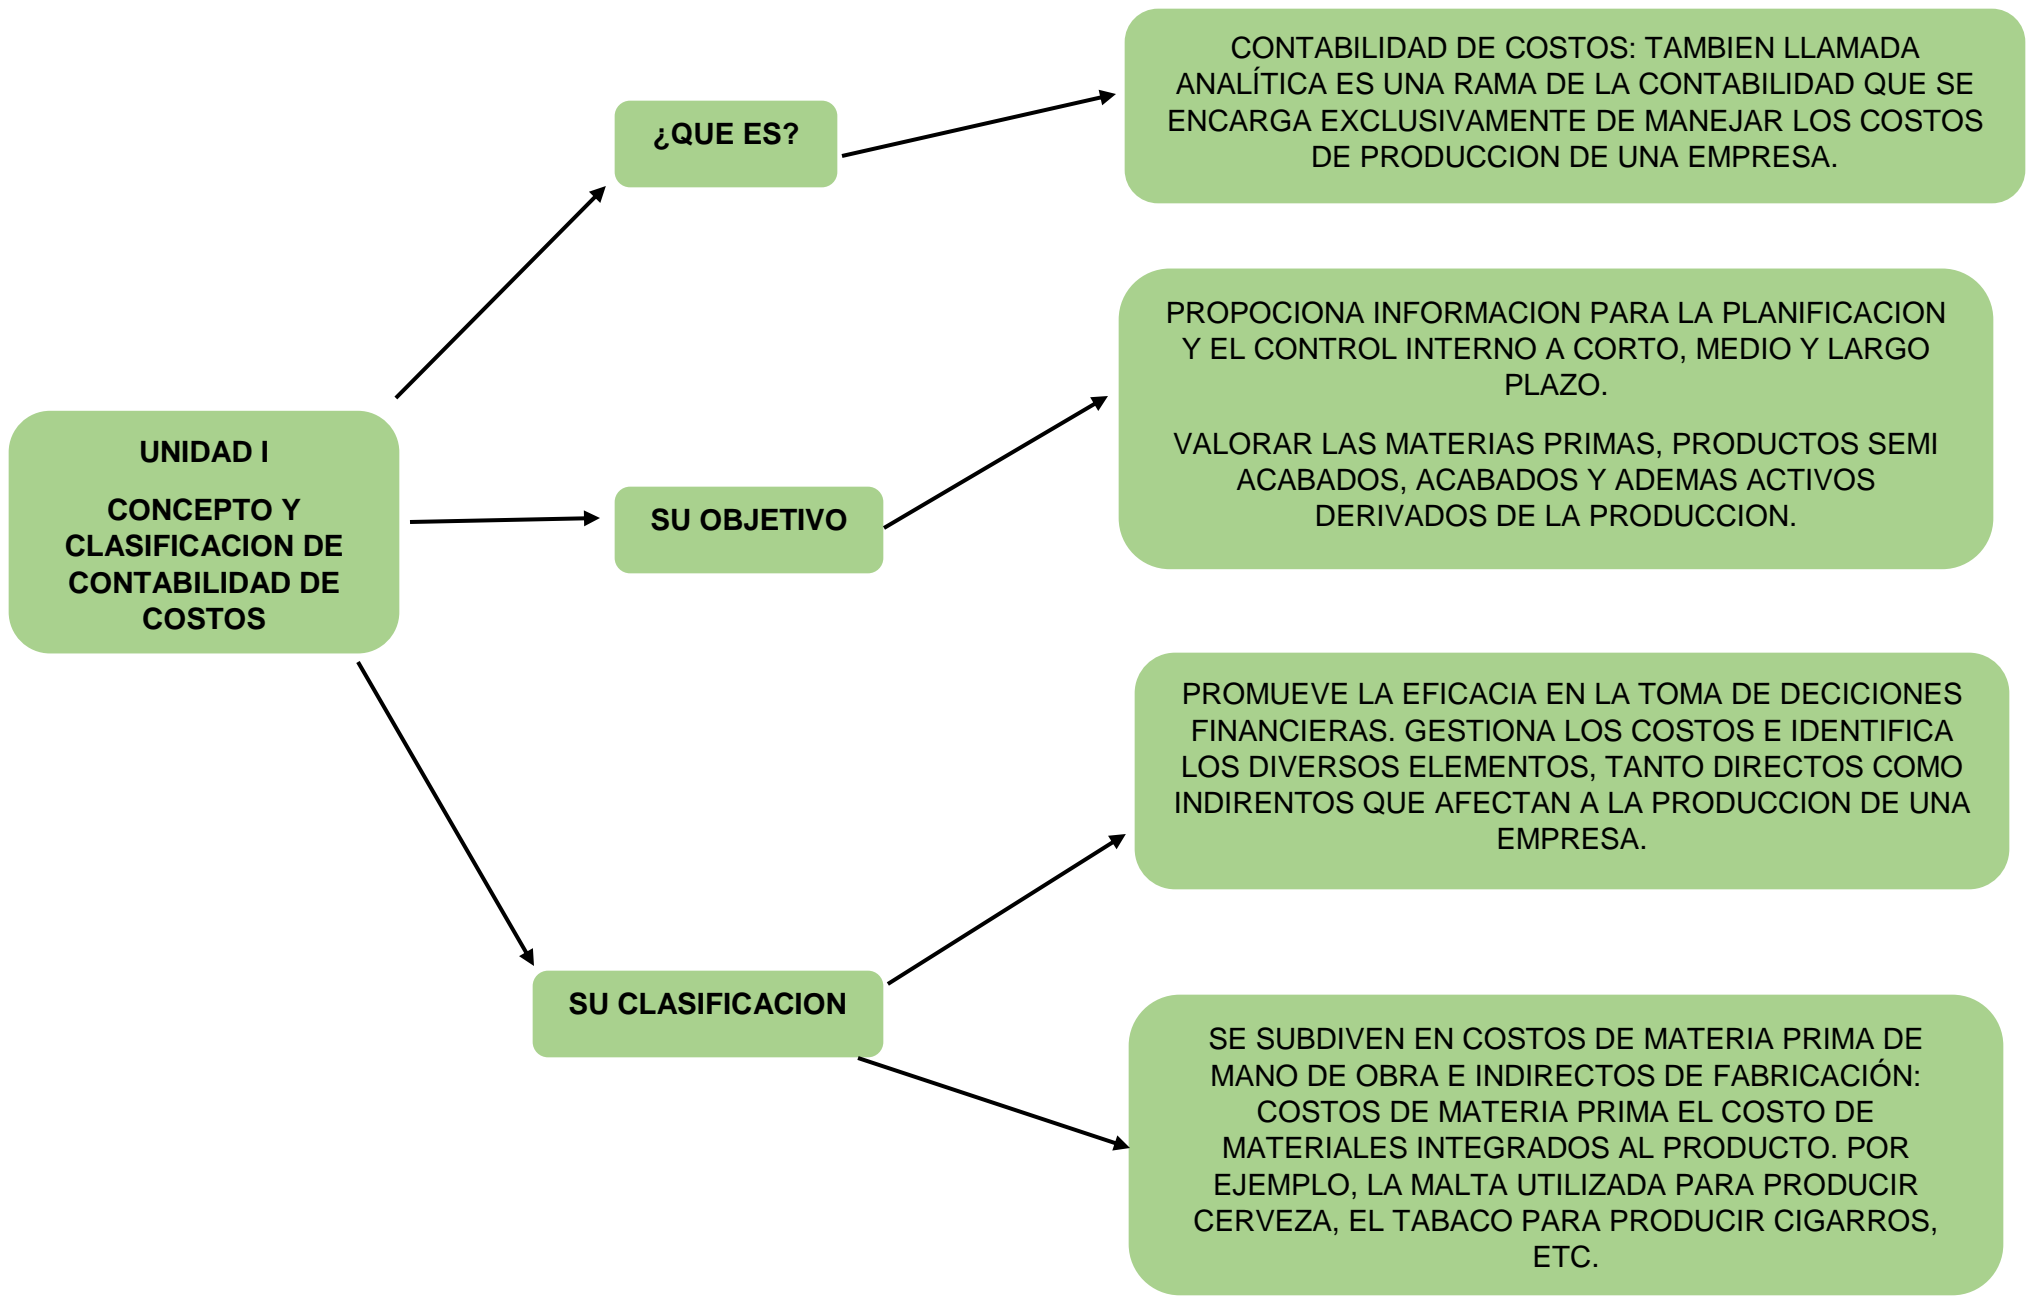 UNIDAD I
CONCEPTO Y
CLASIFICACION DE
CONTABILIDAD DE
COSTOS
¿QUE ES?
CONTABILIDAD DE COSTOS: TAMBIEN LLAMADA
ANALÍTICA ES UNA RAMA DE LA CONTABILIDAD QUE SE
ENCARGA EXCLUSIVAMENTE DE MANEJAR LOS COSTOS
DE PRODUCCION DE UNA EMPRESA.
SU OBJETIVO
PROPOCIONA INFORMACION PARA LA PLANIFICACION
Y EL CONTROL INTERNO A CORTO, MEDIO Y LARGO
PLAZO.
VALORAR LAS MATERIAS PRIMAS, PRODUCTOS SEMI
ACABADOS, ACABADOS Y ADEMAS ACTIVOS
DERIVADOS DE LA PRODUCCION.
SU CLASIFICACION
PROMUEVE LA EFICACIA EN LA TOMA DE DECICIONES
FINANCIERAS. GESTIONA LOS COSTOS E IDENTIFICA
LOS DIVERSOS ELEMENTOS, TANTO DIRECTOS COMO
INDIRENTOS QUE AFECTAN A LA PRODUCCION DE UNA
EMPRESA.
SE SUBDIVEN EN COSTOS DE MATERIA PRIMA DE
MANO DE OBRA E INDIRECTOS DE FABRICACIÓN:
COSTOS DE MATERIA PRIMA EL COSTO DE
MATERIALES INTEGRADOS AL PRODUCTO. POR
EJEMPLO, LA MALTA UTILIZADA PARA PRODUCIR
CERVEZA, EL TABACO PARA PRODUCIR CIGARROS,
ETC.